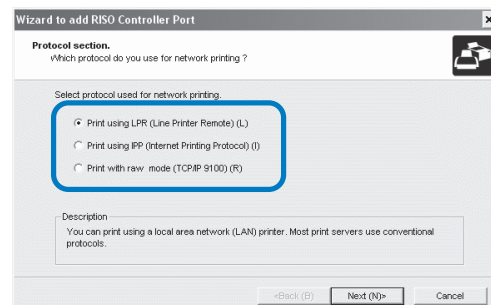 Wizard to add RISO Controller Port
Protocol section.
Which protocol do you use for network printing ?
Select protocol used for network printing.
Print using LPR (Line Printer Remote) (L)
Print using IPP (Internet Printing Protocol) (I)
Print with raw mode (TCP/IP 9100) (R)
Description
You can print using a local area network (LAN) printer. Most print servers use conventional
protocols.
<Back (B) Next (N)> Cancel